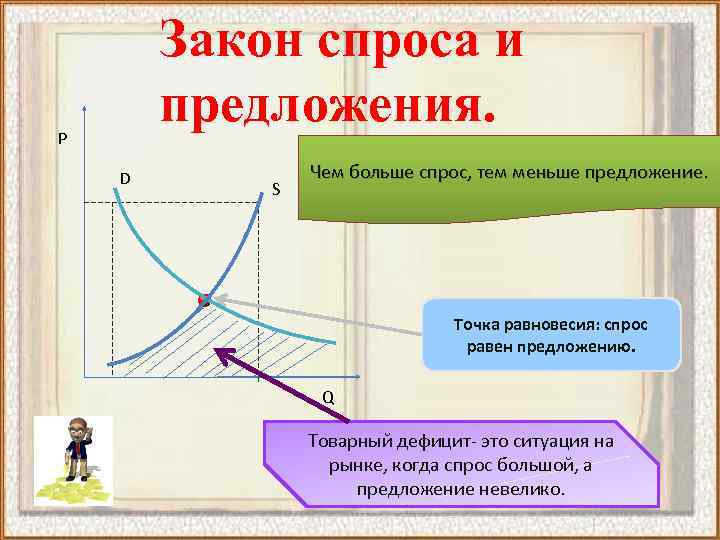 Закон спроса и
предложения.
P
D
S
Чем больше спрос, тем меньше предложение.
Точка равновесия: спрос
равен предложению.
Q
Товарный дефицит- это ситуация на
рынке, когда спрос большой, а
предложение невелико.